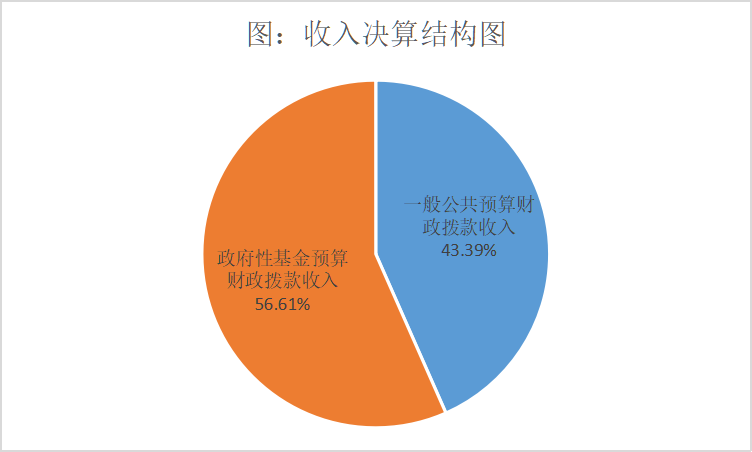 图：收入决算结构图
一般公共预算财
政拨款收入
43.39%
政府性基金预算
财政拨款收入
56.61%